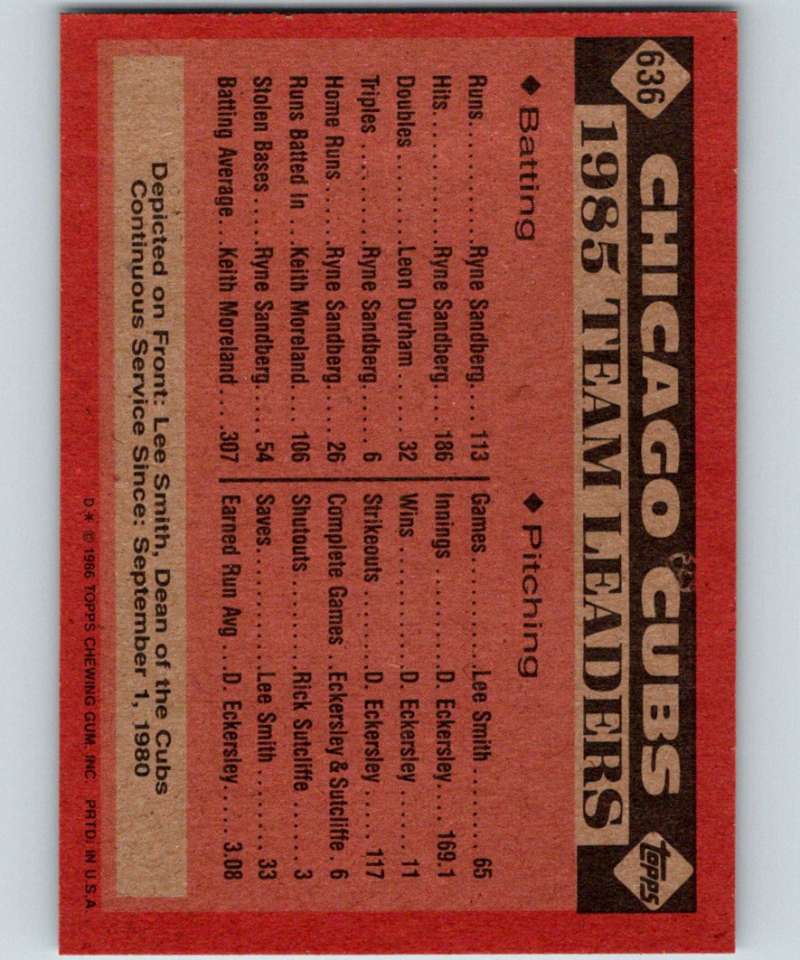 636
CHICAGO CUBS
topps
1985 TEAM LEADERS
◆ Batting
Runs........Ryne Sandberg.... 113
Hits.........Ryne Sandberg... 186
Doubles ......Leon Durham ..... 32
Triples .......Ryne Sandberg..... 6
Home Runs .....Ryne Sandberg.... 26
Runs Batted In ...Keith Moreland... 106
Stolen Bases .....Ryne Sandberg.... 54
Batting Average. .Keith Moreland . . .307
◆ Pitching
Games.............Lee Smith........ 65
Innings ..........D. Eckersley... 169.1
Wins ............D. Eckersley..... 11
Strikeouts .......D. Eckersley .... 117
Complete Games ..Eckersley & Sutcliffe . 6
Shutouts .........Rick Sutcliffe ...... 3
Saves............Lee Smith ....... 33
Earned Run Avg ...D. Eckersley..... 3.08
Depicted on Front: Lee Smith, Dean of the Cubs
Continuous Service Since: September 1, 1980
D* © 1986 TOPPS CHEWING GUM, INC. PRTD. IN U.S.A.